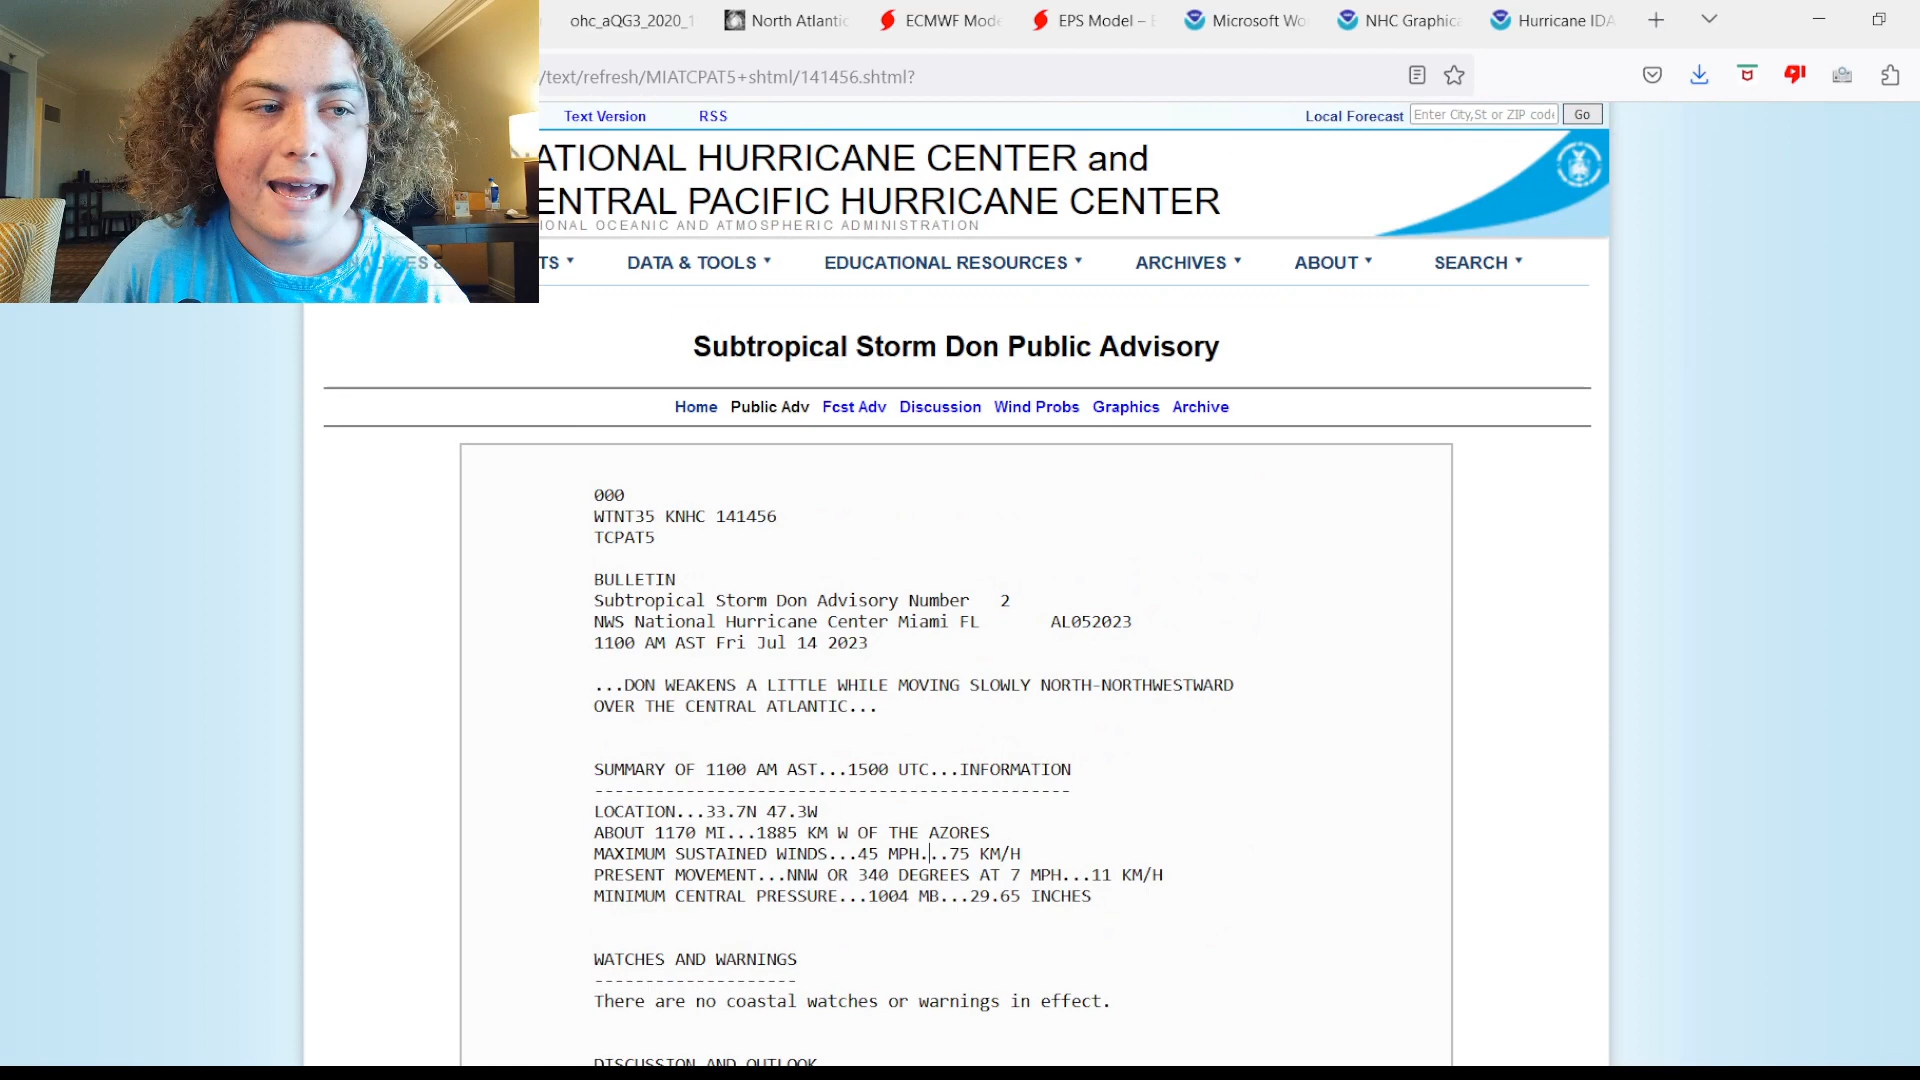 ohc_aQG3_2020_1
North Atlantic
ECMWF Mode
EPS Model –
Microsoft Wo
NHC Graphica
Hurricane IDA
/text/refresh/MIATCPAT5+shtml/141456.shtml?
Text Version
RSS
Local Forecast
Enter City,St or ZIP code
Go
ATIONAL HURRICANE CENTER and
ENTRAL PACIFIC HURRICANE CENTER
IONAL OCEANIC AND ATMOSPHERIC ADMINISTRATION
TS
DATA & TOOLS
EDUCATIONAL RESOURCES
ARCHIVES
ABOUT
SEARCH
Subtropical Storm Don Public Advisory
Home Public Adv Fcst Adv Discussion Wind Probs Graphics Archive
000
WTNT35 KNHC 141456
TCPAT5
BULLETIN
Subtropical Storm Don Advisory Number 2
NWS National Hurricane Center Miami FL AL052023
1100 AM AST Fri Jul 14 2023
...DON WEAKENS A LITTLE WHILE MOVING SLOWLY NORTH-NORTHWESTWARD
OVER THE CENTRAL ATLANTIC...
SUMMARY OF 1100 AM AST...1500 UTC...INFORMATION
-----------------------------------------------
LOCATION...33.7N 47.3W
ABOUT 1170 MI...1885 KM W OF THE AZORES
MAXIMUM SUSTAINED WINDS...45 MPH...75 KM/H
PRESENT MOVEMENT...NNW OR 340 DEGREES AT 7 MPH...11 KM/H
MINIMUM CENTRAL PRESSURE...1004 MB...29.65 INCHES
WATCHES AND WARNINGS
--------------------
There are no coastal watches or warnings in effect.
DISCUSSION AND OUTLOOK